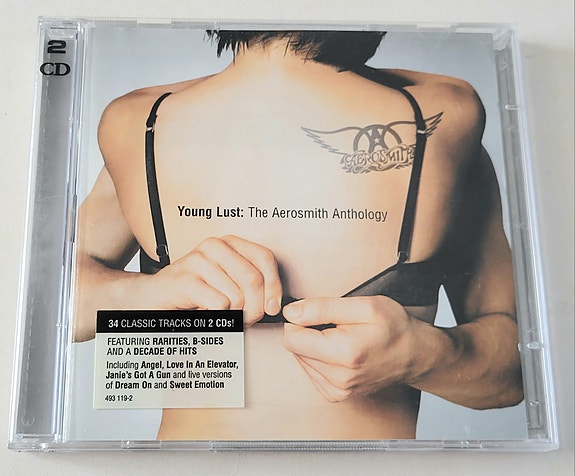 2
CD
AEROSMITH
Young Lust: The Aerosmith Anthology
34 CLASSIC TRACKS ON 2 CDs!
FEATURING RARITIES, B-SIDES
AND A DECADE OF HITS
Including Angel, Love In An Elevator,
Janie's Got A Gun and live versions
of Dream On and Sweet Emotion
493 119-2